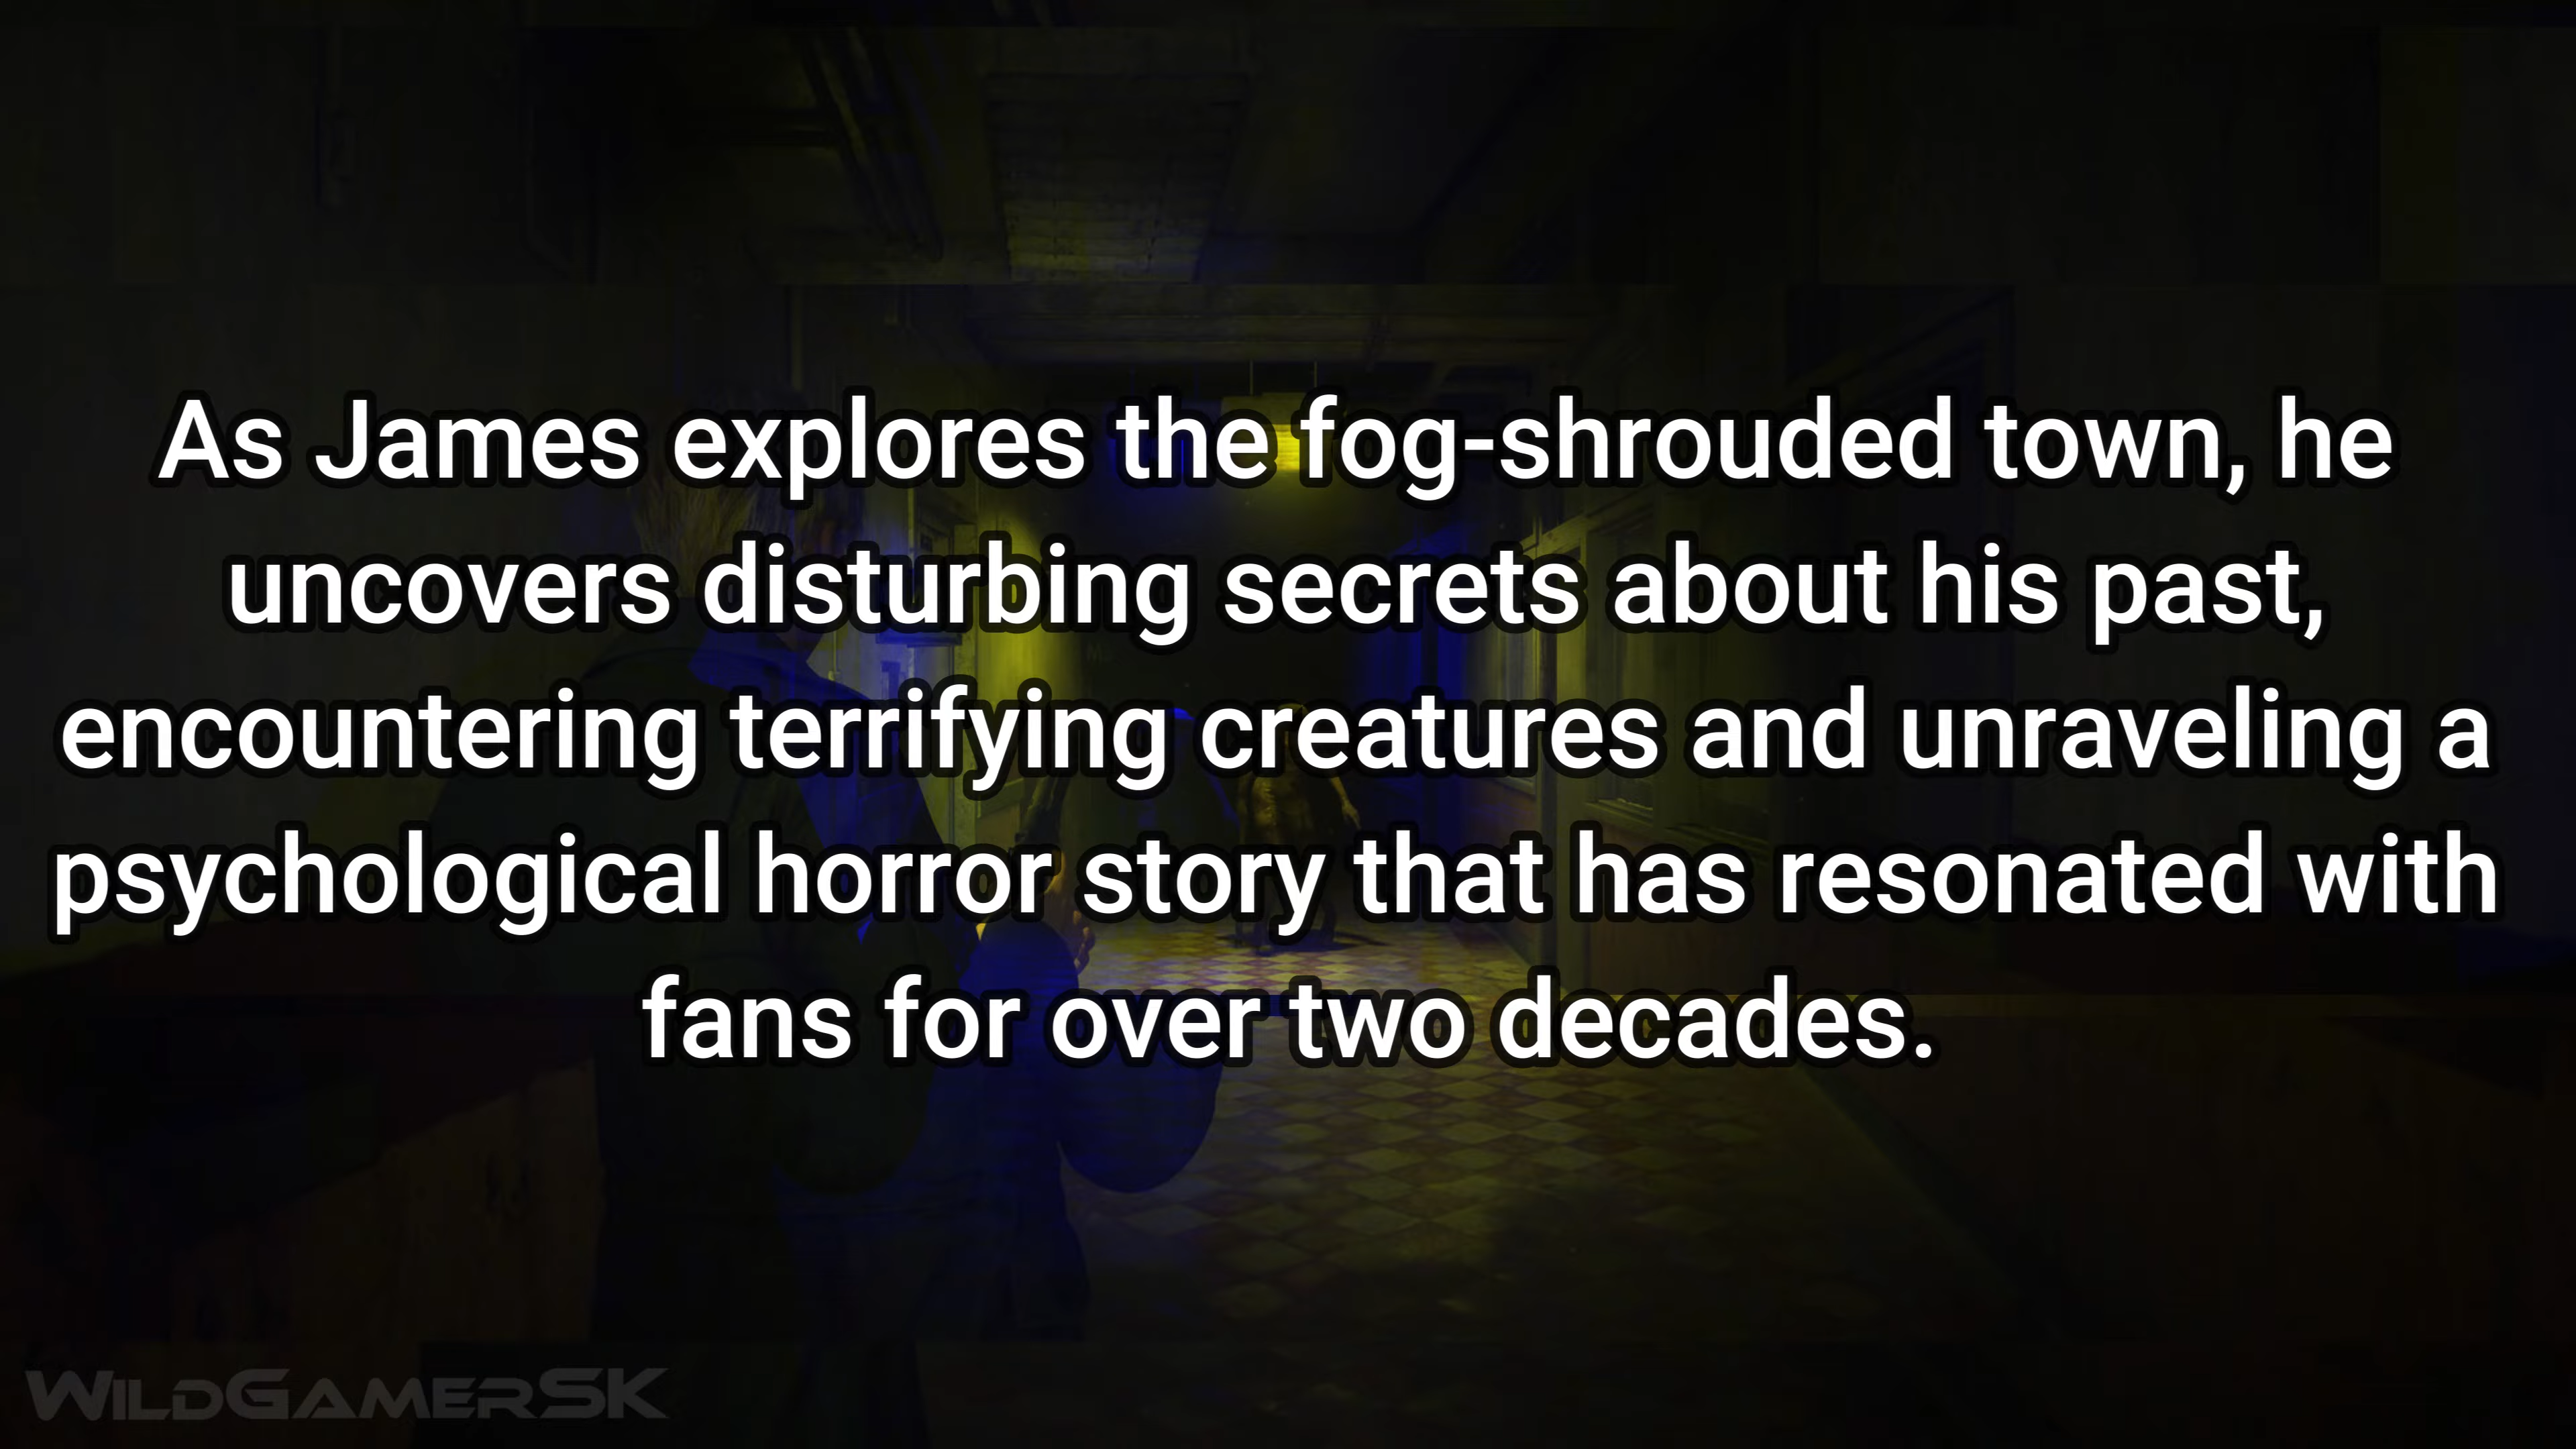 As James explores the fog-shrouded town, he
uncovers disturbing secrets about his past,
encountering terrifying creatures and unraveling a
psychological horror story that has resonated with
fans for over two decades.
WILDGAMERSK